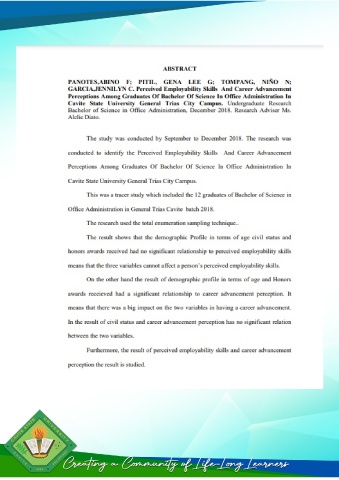 ABSTRACT
PANOTES,ABINO F; PITIL, GENA LEE G; TOMPANG, NIÑO N;
GARCIA,JENNILYN C. Perceived Employability Skills And Career Advancement
Perceptions Among Graduates Of Bachelor Of Science In Office Administration In
Cavite State University General Trias City Campus. Undergraduate Research
Bachelor of Science in Office Administration, December 2018. Research Adviser Ms.
Alelie Diato.
The study was conducted by September to December 2018. The research was
conducted to identify the Perceived Employability Skills And Career Advancement
Perceptions Among Graduates Of Bachelor Of Science In Office Administration In
Cavite State University General Trias City Campus.
This was a tracer study which included the 12 graduates of Bachelor of Science in
Office Administration in General Trias Cavite batch 2018.
The research used the total enumeration sampling technique..
The result shows that the demographic Profile in terms of age civil status and
honors awards received had no significant relationship to perceived employability skills
means that the three variables cannot affect a person's perceived employability skills.
On the other hand the result of demographic profile in terms of age and Honors
awards receieved had a significant relationship to career advancement perception. It
means that there was a big impact on the two variables in having a career advancement.
In the result of civil status and career advancement perception has no significant relation
between the two variables.
Furthermore, the result of perceived employability skills and career advancement
perception the result is studied.
Creating a Community of Life-Long Learners